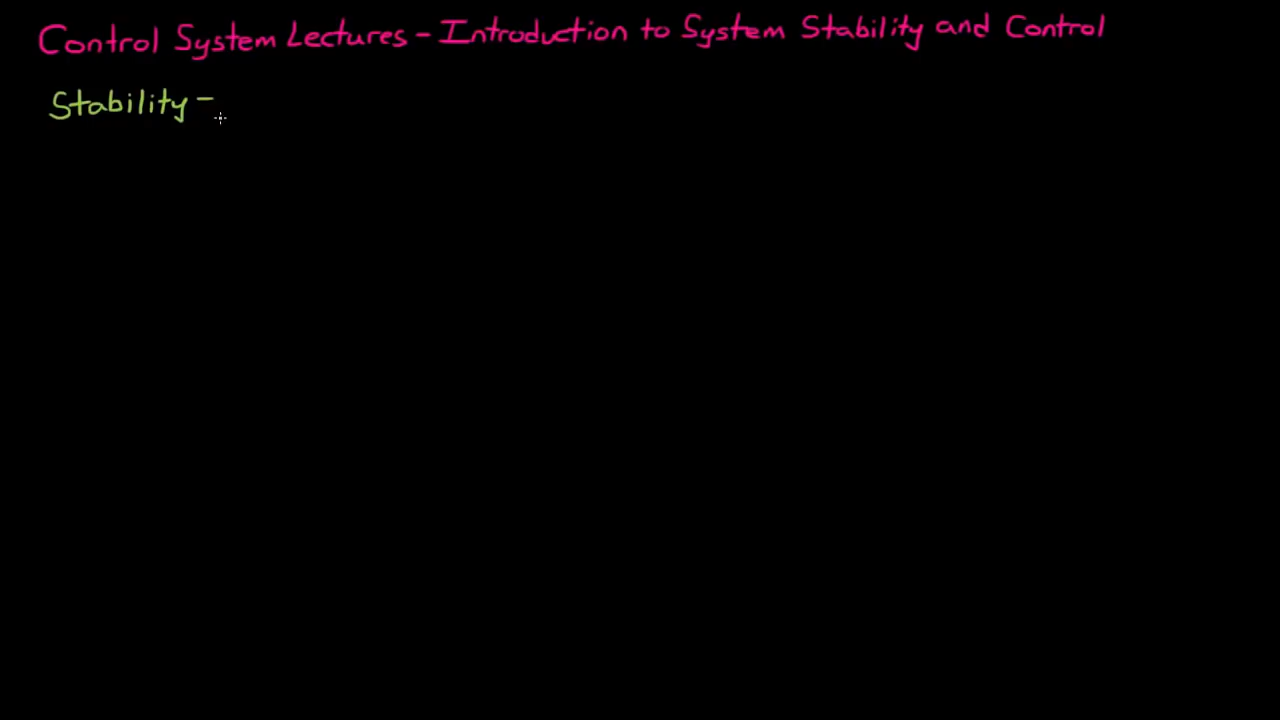 Control System Lectures - Introduction to System Stability and Control
Stability -